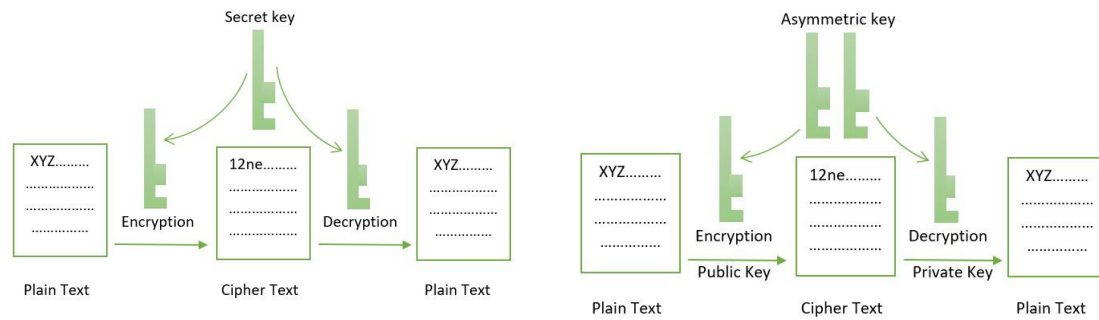 Secret key
XYZ.........
..................
..................
...............
Encryption
12ne.........
..................
..................
..................
Decryption
XYZ.........
..................
..................
...............
Plain Text
Cipher Text
Plain Text
Asymmetric key
XYZ.........
...................
...................
................
Encryption
Public Key
12ne.........
...................
...................
...................
Decryption
Private Key
XYZ.........
..................
..................
................
Plain Text
Cipher Text
Plain Text